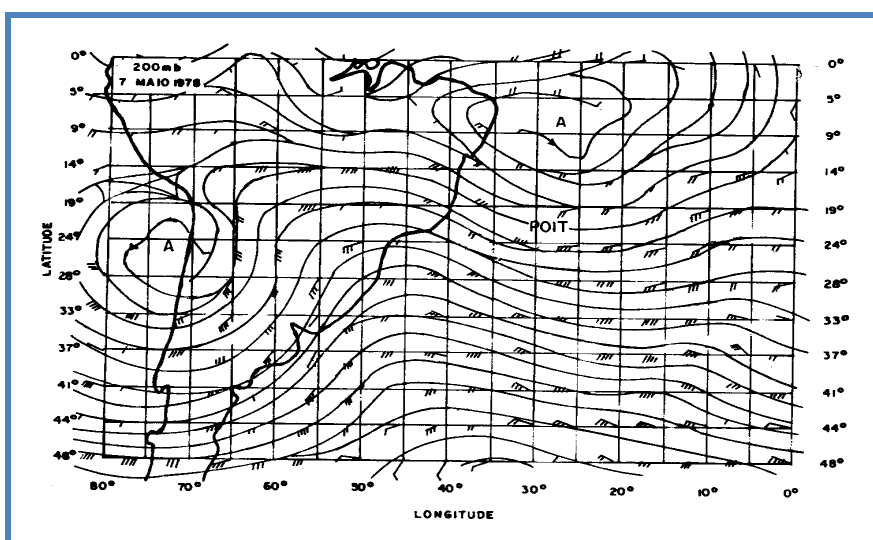 200mb
7 MAIO 1978
0° 0°
5° 5°
9° A 9°
14° 14°
19° 19°
POIT
24° A 24°
28° 28°
33° 33°
37° 37°
41° 41°
44° 44°
48° 48°
LATITUDE
80° 70° 60° 50° 40° 30° 20° 10° 0°
LONGITUDE